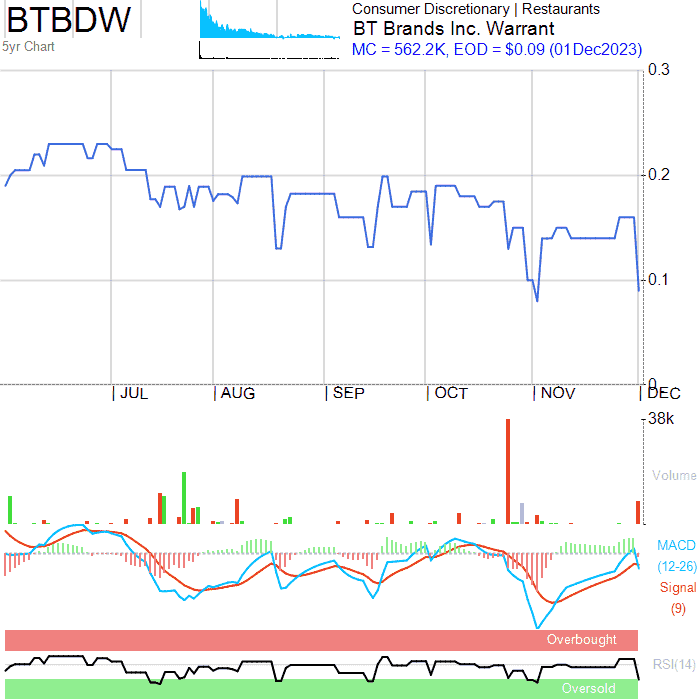 BTBDW
5yr Chart
Consumer Discretionary | Restaurants
BT Brands Inc. Warrant
MC = 562.2K, EOD = $0.09 (01Dec2023)
0.3
0.2
0.1
0
JUL
AUG
SEP
OCT
NOV
DEC
38k
Volume
MACD
(12-26)
Signal
(9)
Overbought
RSI(14)
Oversold